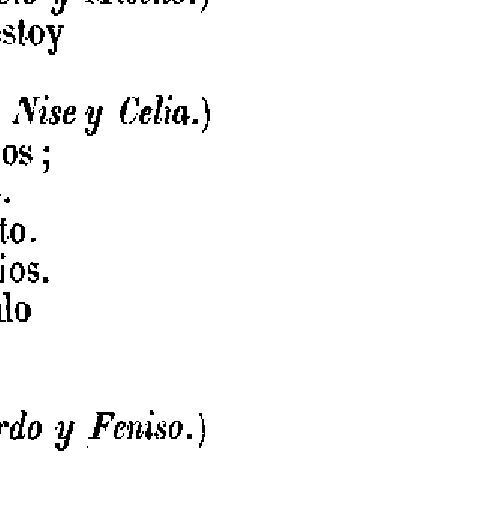 estoy
Nise y Celia.)
os ;
.
to.
ios.
lo
rdo y Feniso.)